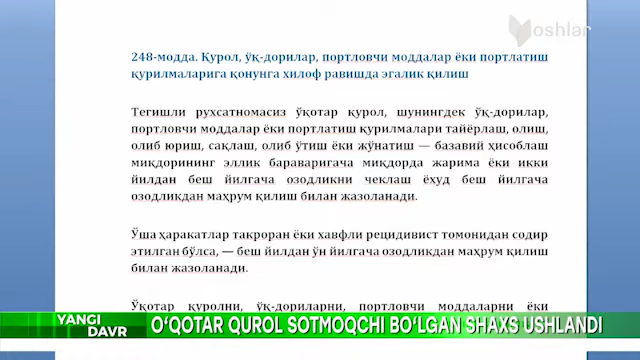 Yoshlar
248-модда. Қурол, ўқ-дорилар, портловчи моддалар ёки портлатиш
қурилмаларига қонунга хилоф равишда эгалик қилиш
Тегишли рухсатномасиз ўқотар қурол, шунингдек ўқ-дорилар,
портловчи моддалар ёки портлатиш қурилмалари тайёрлаш, олиш,
олиб юриш, сақлаш, олиб ўтиш ёки жўнатиш — базавий ҳисоблаш
миқдорининг эллик бараваригача миқдорда жарима ёки икки
йилдан беш йилгача озодликни чеклаш ёхуд беш йилгача
озодликдан маҳрум қилиш билан жазоланади.
Ўша ҳаракатлар такроран ёки хавфли рецидивист томонидан содир
этилган бўлса, — беш йилдан ўн йилгача озодликдан маҳрум қилиш
билан жазоланади.
Ўқотар қуролни, ўқ-дориларни, портловчи моддаларни ёки
YANGI
DAVR
O‘QOTAR QUROL SOTMOQCHI BO‘LGAN SHAXS USHLANDI